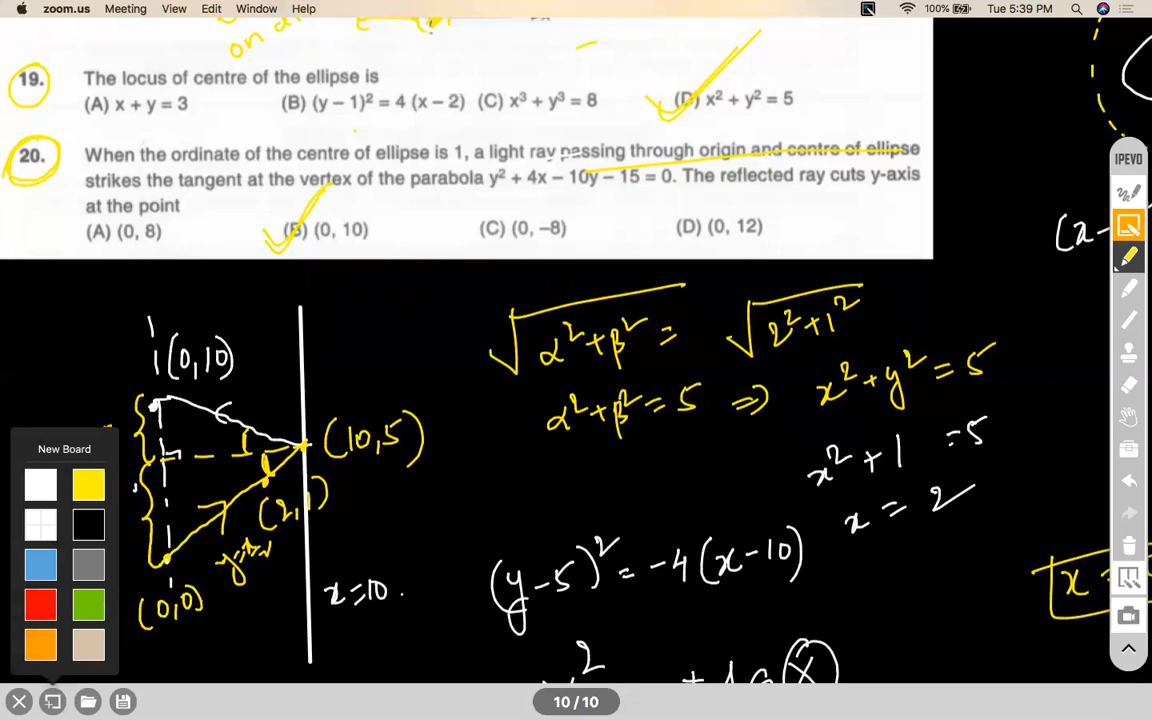 zoom.us Meeting View Edit Window Help 100% Tue 5:39 PM
on
19. The locus of centre of the ellipse is
(A) x + y = 3 (B) (y – 1)² = 4 (x – 2) (C) x³ + y³ = 8 (D) x² + y² = 5
20. When the ordinate of the centre of ellipse is 1, a light ray passing through origin and centre of ellipse
strikes the tangent at the vertex of the parabola y² + 4x – 10y – 15 = 0. The reflected ray cuts y-axis
at the point
(A) (0, 8) (B) (0, 10) (C) (0, –8) (D) (0, 12)
IPEVO
(x-
√α²+β² = √2²+1²
(0,10)
α²+β² = 5 ⇒ x²+y² = 5
(10,5)
x²+1 = 5
New Board
(2,1)
x = 2
(y-5)² = -4(x-10)
x=10
(0,0)
x
2
10 / 10